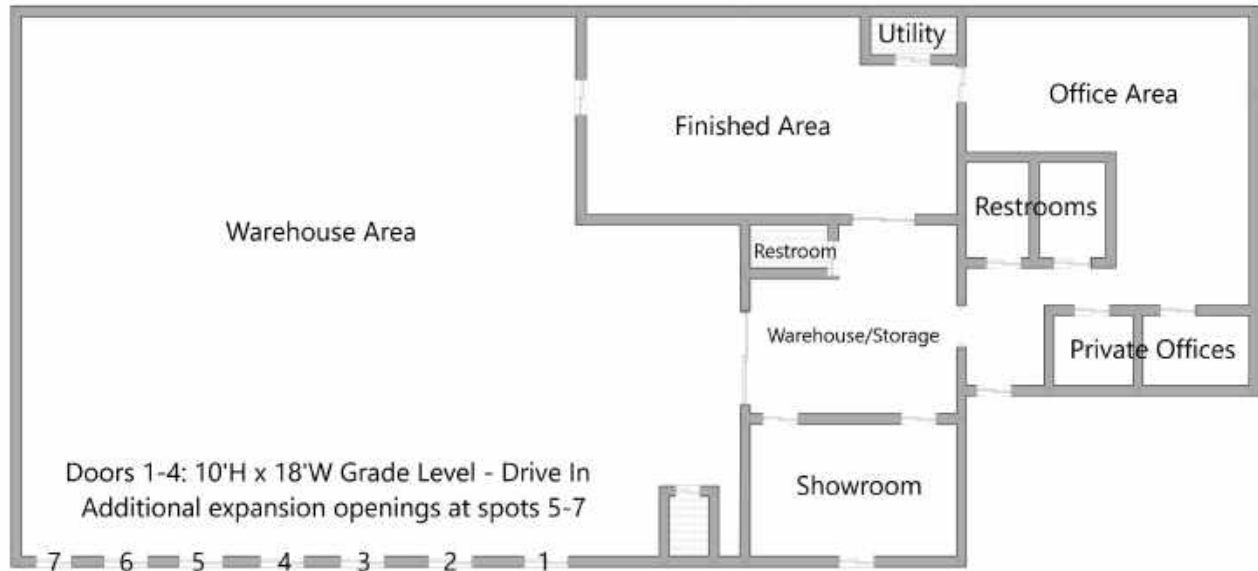 Utility
Office Area
Finished Area
Restrooms
Warehouse Area
Restroom
Warehouse/Storage
Private Offices
Doors 1-4: 10'H x 18'W Grade Level - Drive In
Additional expansion openings at spots 5-7
Showroom
7 6 5 4 3 2 1